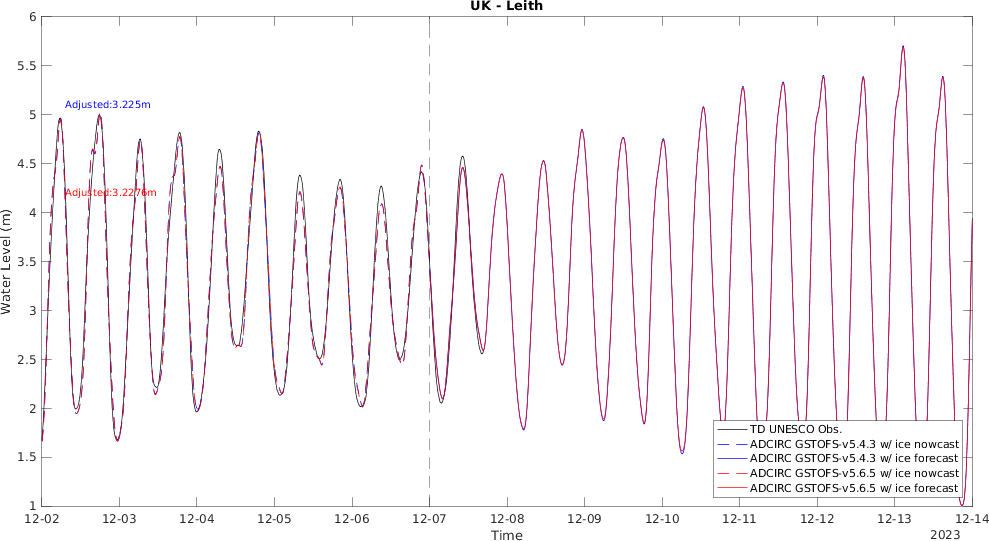 UK - Leith
6
5.5
5
4.5
4
3.5
3
2.5
2
1.5
1
Water Level (m)
Adjusted:3.225m
Adjusted:3.2276m
TD UNESCO Obs.
ADCIRC GSTOFS-v5.4.3 w/ ice nowcast
ADCIRC GSTOFS-v5.4.3 w/ ice forecast
ADCIRC GSTOFS-v5.6.5 w/ ice nowcast
ADCIRC GSTOFS-v5.6.5 w/ ice forecast
12-02 12-03 12-04 12-05 12-06 12-07 12-08 12-09 12-10 12-11 12-12 12-13 12-14
Time
2023